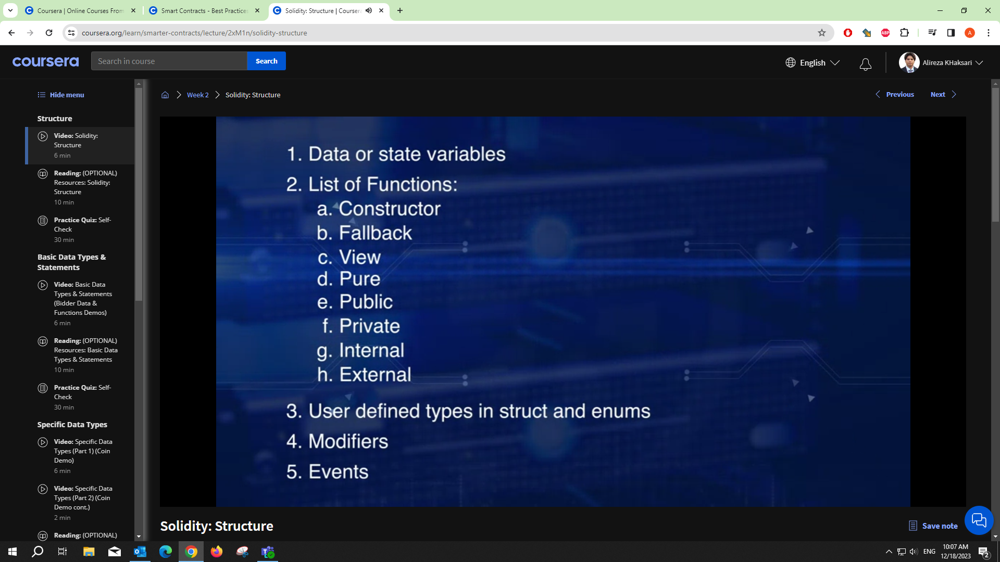 Coursera | Online Courses From
Smart Contracts - Best Practices
Solidity: Structure | Coursera
coursera.org/learn/smarter-contracts/lecture/2xM1n/solidity-structure
ABP
A
coursera
Search in course
Search
English
Alireza KHaksari
Hide menu
Week 2
Solidity: Structure
Previous
Next
Structure
Video: Solidity:
Structure
6 min
Reading: (OPTIONAL)
Resources: Solidity:
Structure
10 min
Practice Quiz: Self-
Check
30 min
Basic Data Types &
Statements
Video: Basic Data
Types & Statements
(Bidder Data &
Functions Demos)
6 min
Reading: (OPTIONAL)
Resources: Basic Data
Types & Statements
10 min
Practice Quiz: Self-
Check
30 min
Specific Data Types
Video: Specific Data
Types (Part 1) (Coin
Demo)
6 min
Video: Specific Data
Types (Part 2) (Coin
Demo cont.)
2 min
Reading: (OPTIONAL)
1. Data or state variables
2. List of Functions:
a. Constructor
b. Fallback
c. View
d. Pure
e. Public
f. Private
g. Internal
h. External
3. User defined types in struct and enums
4. Modifiers
5. Events
Solidity: Structure
Save note
ENG
10:07 AM
12/18/2023
2